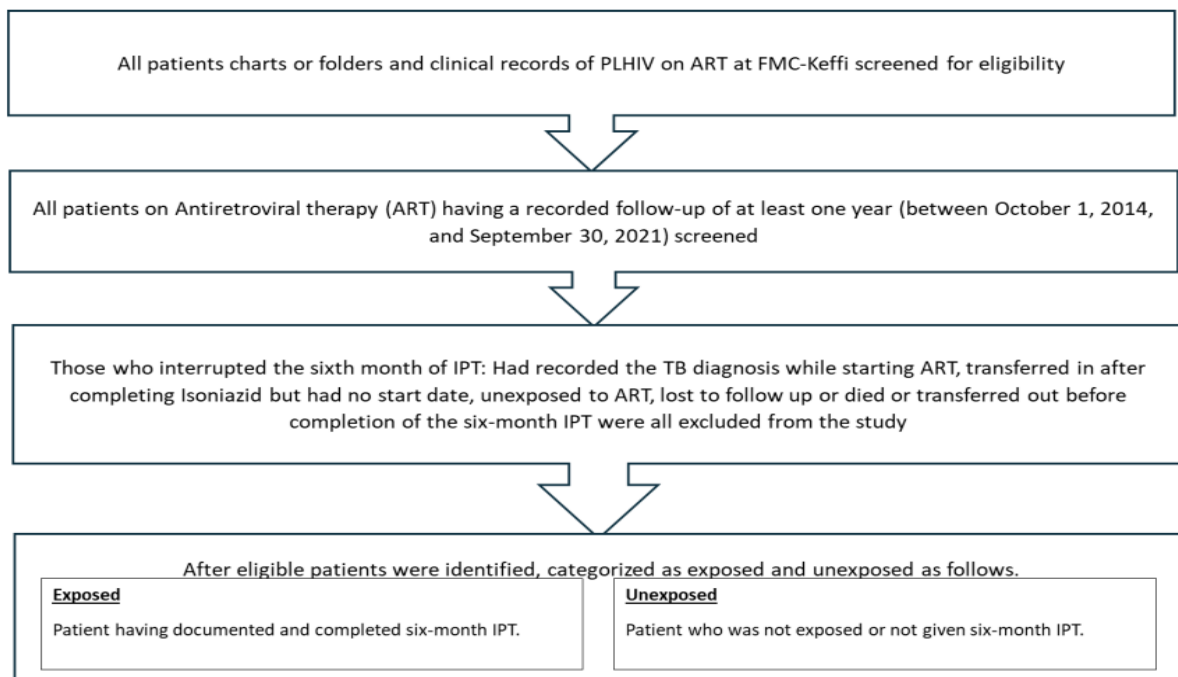 All patients charts or folders and clinical records of PLHIV on ART at FMC-Keffi screened for eligibility
All patients on Antiretroviral therapy (ART) having a recorded follow-up of at least one year (between October 1, 2014,
and September 30, 2021) screened
Those who interrupted the sixth month of IPT: Had recorded the TB diagnosis while starting ART, transferred in after
completing Isoniazid but had no start date, unexposed to ART, lost to follow up or died or transferred out before
completion of the six-month IPT were all excluded from the study
After eligible patients were identified, categorized as exposed and unexposed as follows.
Exposed
Patient having documented and completed six-month IPT.
Unexposed
Patient who was not exposed or not given six-month IPT.